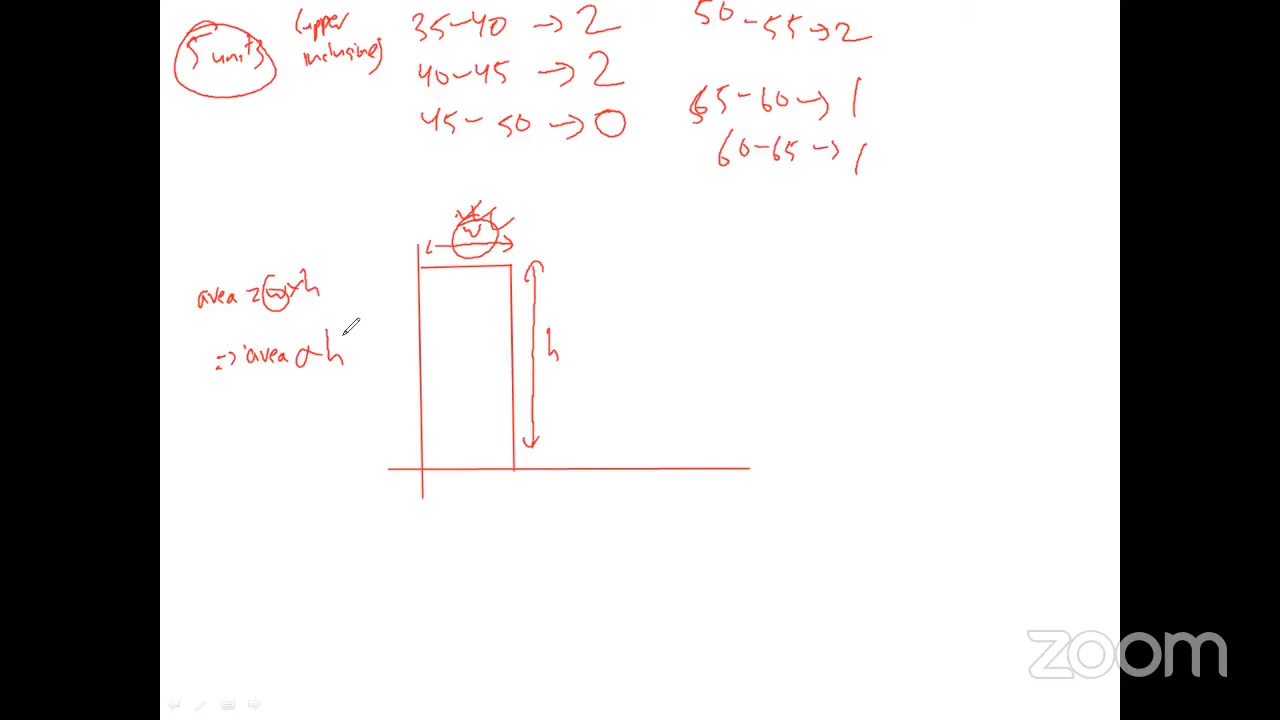 5 units
(upper
inclusive)
35-40 → 2
40-45 → 2
45-50 → 0
50-55 → 2
55-60 → 1
60-65 → 1
w
area = w×h
=> area α h
h
zoom